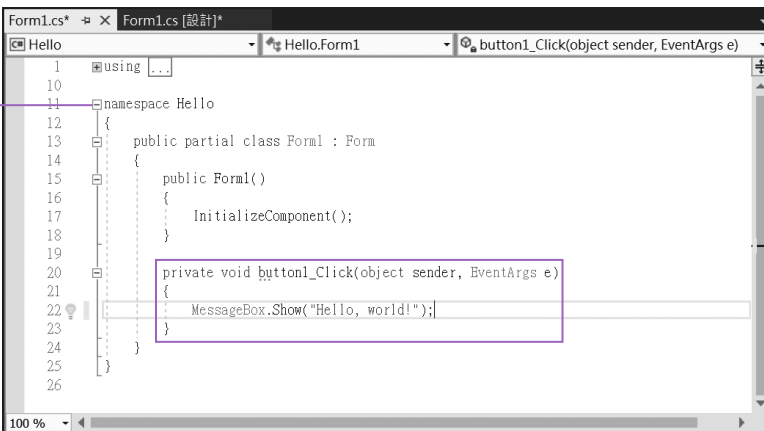 Form1.cs* Form1.cs [設計]*
C# Hello Hello.Form1 button1_Click(object sender, EventArgs e)
1 using ...
10
11 namespace Hello
12 {
13 public partial class Form1 : Form
14 {
15 public Form1()
16 {
17 InitializeComponent();
18 }
19
20 private void button1_Click(object sender, EventArgs e)
21 {
22 MessageBox.Show("Hello, world!");
23 }
24 }
25 }
26
100 %